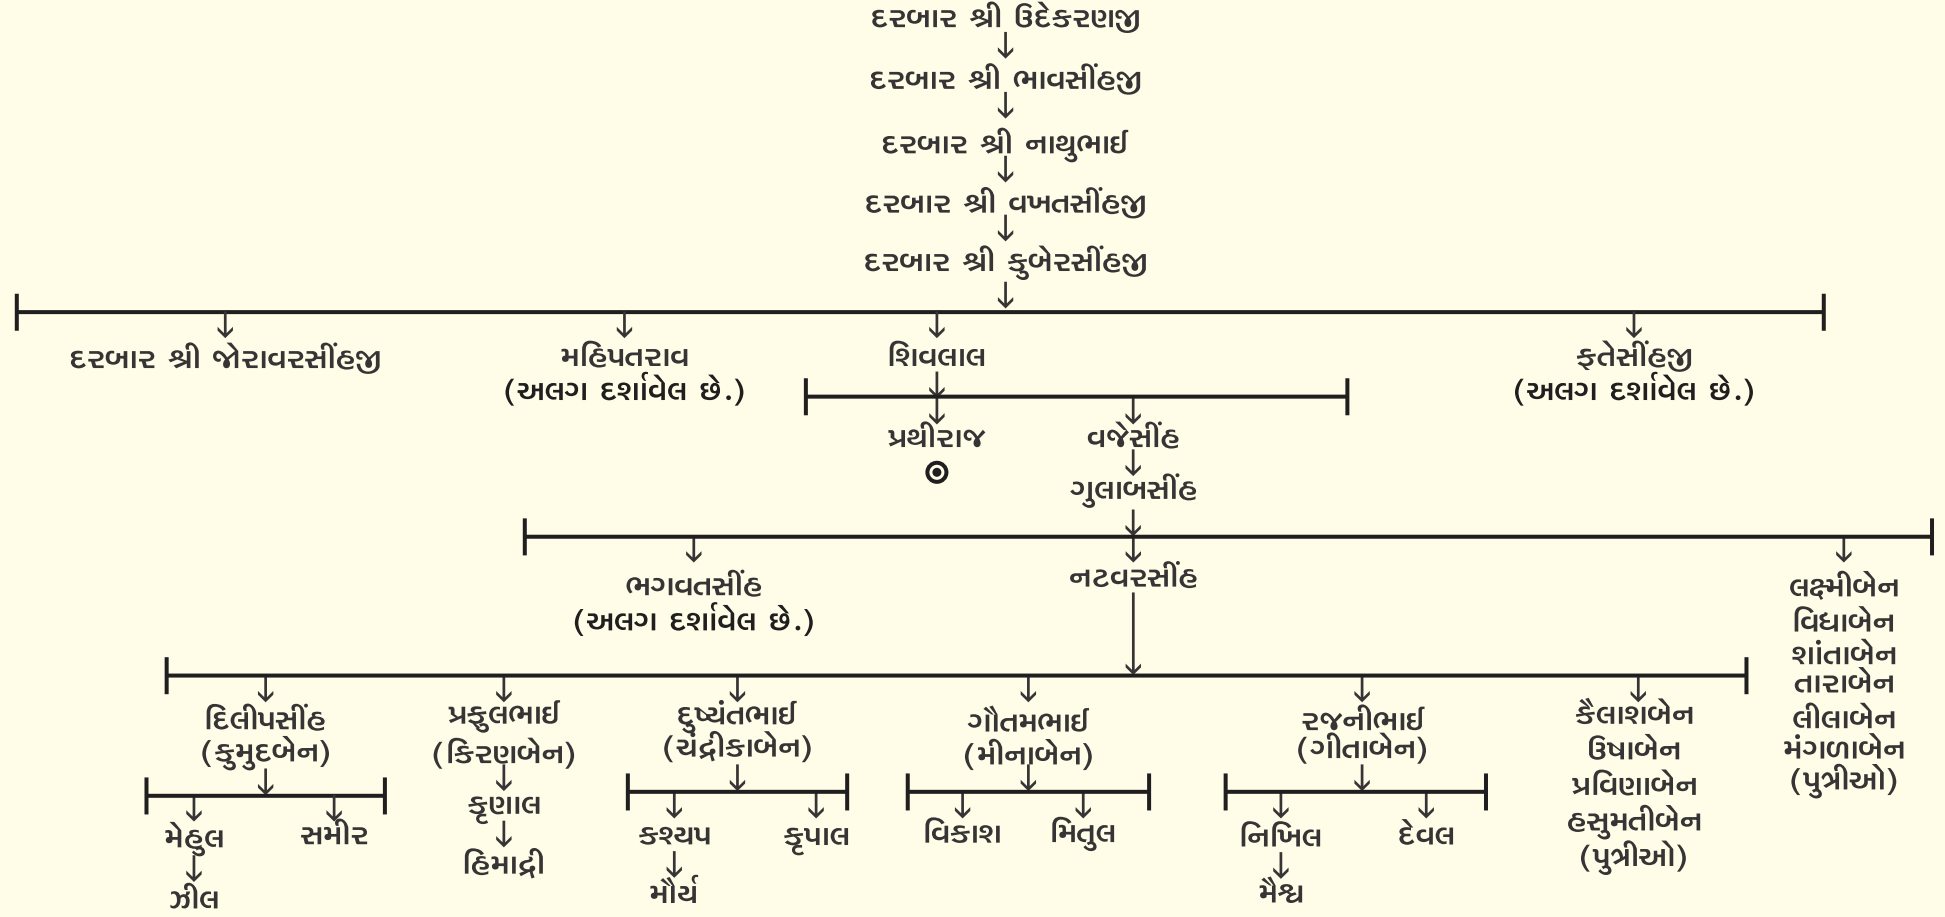 દરબાર શ્રી ઉદેકરણજી
દરબાર શ્રી ભાવસીંહજી
દરબાર શ્રી નાથુભાઈ
દરબાર શ્રી વખતસીંહજી
દરબાર શ્રી કુબેરસીંહજી
દરબાર શ્રી જોરાવરસીંહજી
મહિપતરાવ
(અલગ દર્શાવેલ છે.)
શિવલાલ
ફતેસીંહજી
(અલગ દર્શાવેલ છે.)
પ્રથીરાજ
વજેસીંહ
ગુલાબસીંહ
ભગવતસીંહ
(અલગ દર્શાવેલ છે.)
નટવરસીંહ
લક્ષ્મીબેન
વિધાબેન
શાંતાબેન
તારાબેન
લીલાબેન
મંગળાબેન
(પુત્રીઓ)
દિલીપસીંહ
(કુમુદબેન)
પ્રફુલભાઈ
(કિરણબેન)
દુષ્યંતભાઈ
(ચંદ્રીકાબેન)
ગૌતમભાઈ
(મીનાબેન)
રજનીભાઈ
(ગીતાબેન)
કૈલાશબેન
ઉષાબેન
પ્રવિણાબેન
હસુમતીબેન
(પુત્રીઓ)
મેહુલ
સમીર
ઝીલ
કૃણાલ
હિમાદ્રી
કશ્યપ
કૃપાલ
મૌર્ય
વિકાશ
મિતુલ
નિખિલ
દેવલ
મૈશ્વ